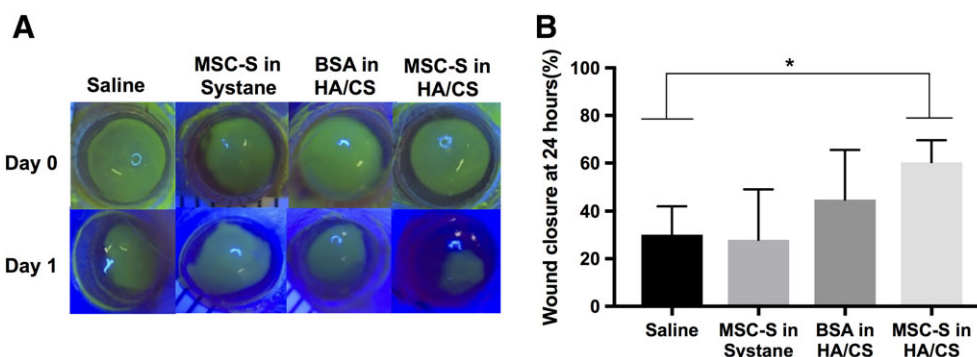 A
Saline
MSC-S in
Systane
BSA in
HA/CS
MSC-S in
HA/CS
Day 0
Day 1
B
Wound closure at 24 hours(%)
100
80
60
40
20
0
*
Saline
MSC-S in
Systane
BSA in
HA/CS
MSC-S in
HA/CS